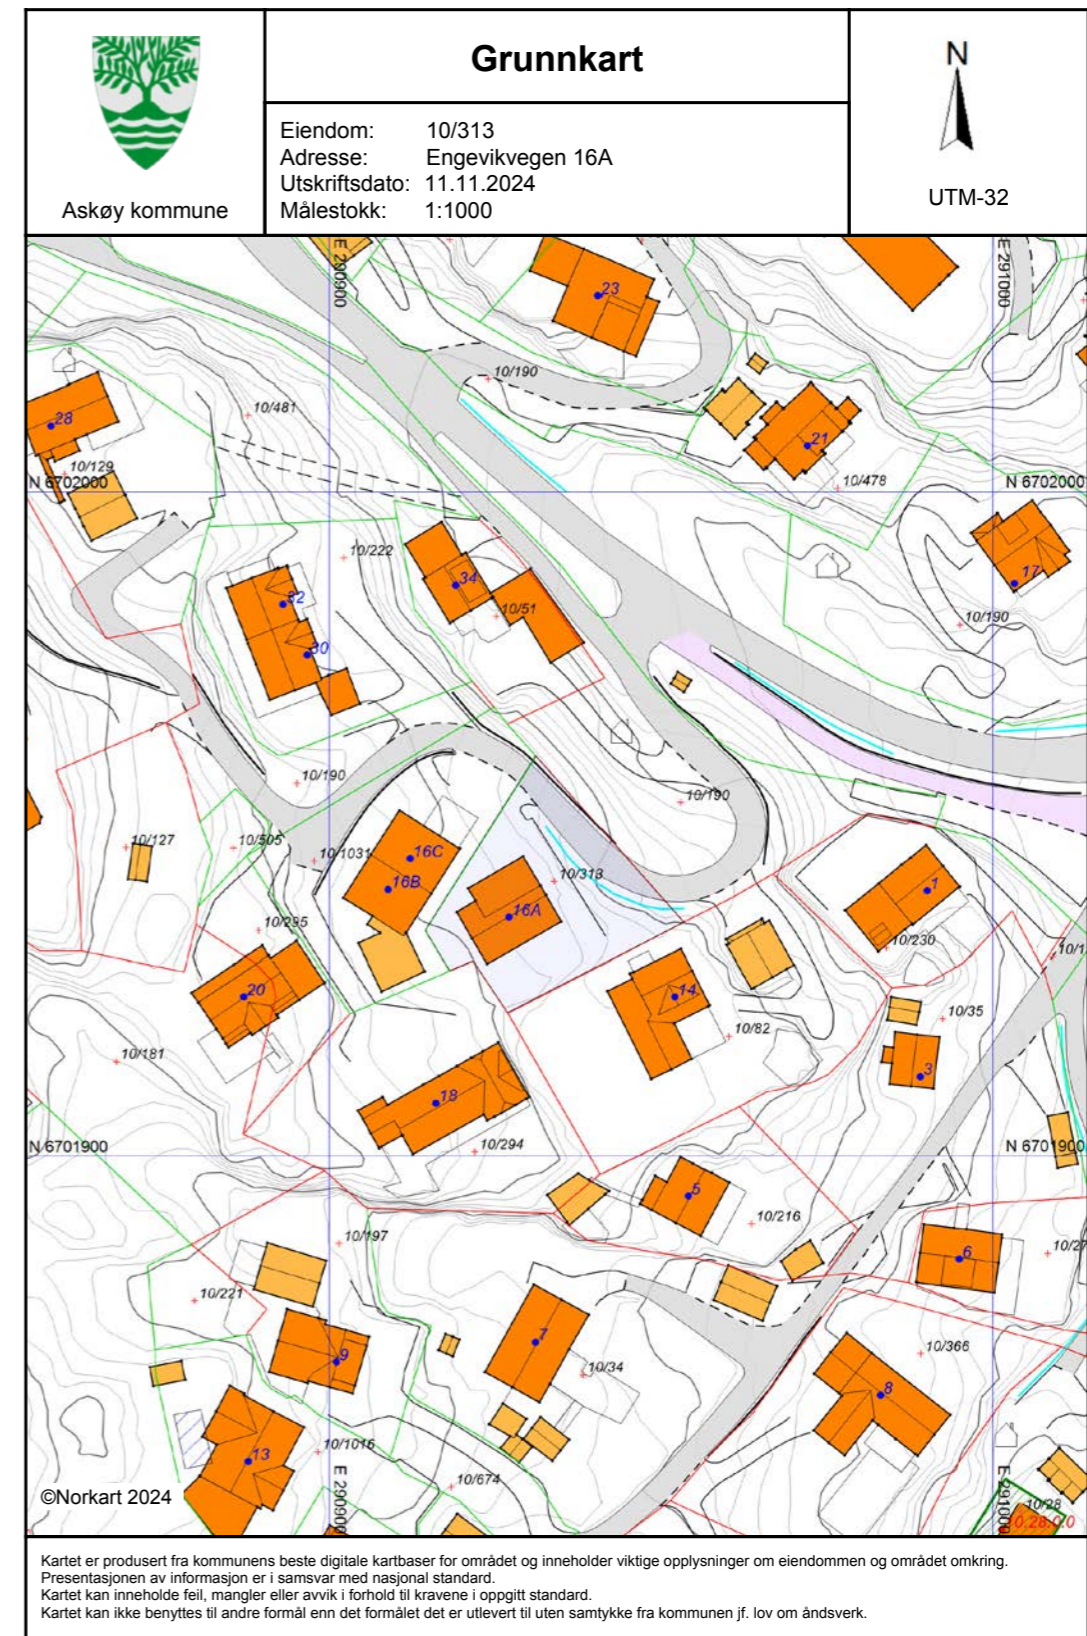 Grunnkart
Askøy kommune
Eiendom: 10/313
Adresse: Engevikvegen 16A
Utskriftsdato: 11.11.2024
Målestokk: 1:1000
N
UTM-32
E 290900
E 291000
23
10/190
28
10/481
21
10/129
10/478
N 6702000
N 6702000
10/222
34
17
32
10/51
10/190
30
10/190
10/190
10/127
10/505
10/1031
16C
16B
10/313
1
16A
10/295
10/230
20
14
10/35
10/82
10/181
3
18
N 6701900
10/294
N 6701900
5
10/216
10/197
6
10/221
7
9
10/34
10/366
8
13
10/1016
10/674
©Norkart 2024
E 290900
E 291000
10/28
Kartet er produsert fra kommunens beste digitale kartbaser for området og inneholder viktige opplysninger om eiendommen og området omkring.
Presentasjonen av informasjon er i samsvar med nasjonal standard.
Kartet kan inneholde feil, mangler eller avvik i forhold til kravene i oppgitt standard.
Kartet kan ikke benyttes til andre formål enn det formålet det er utlevert til uten samtykke fra kommunen jf. lov om åndsverk.